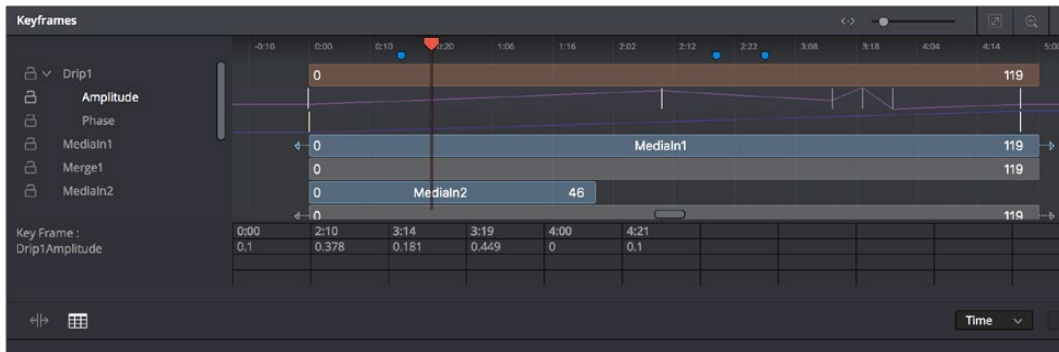 Keyframes
-0:10 0:00 0:10 0:20 1:06 1:16 2:02 2:12 2:22 3:08 3:18 4:04 4:14
Drip1 0 119
Amplitude
Phase
MediaIn1 0 MediaIn1 119
Merge1 0 119
MediaIn2 0 MediaIn2 46
0 119
Key Frame : 0:00 2:10 3:14 3:19 4:00 4:21
Drip1Amplitude 0.1 0.378 0.181 0.449 0 0.1
Time